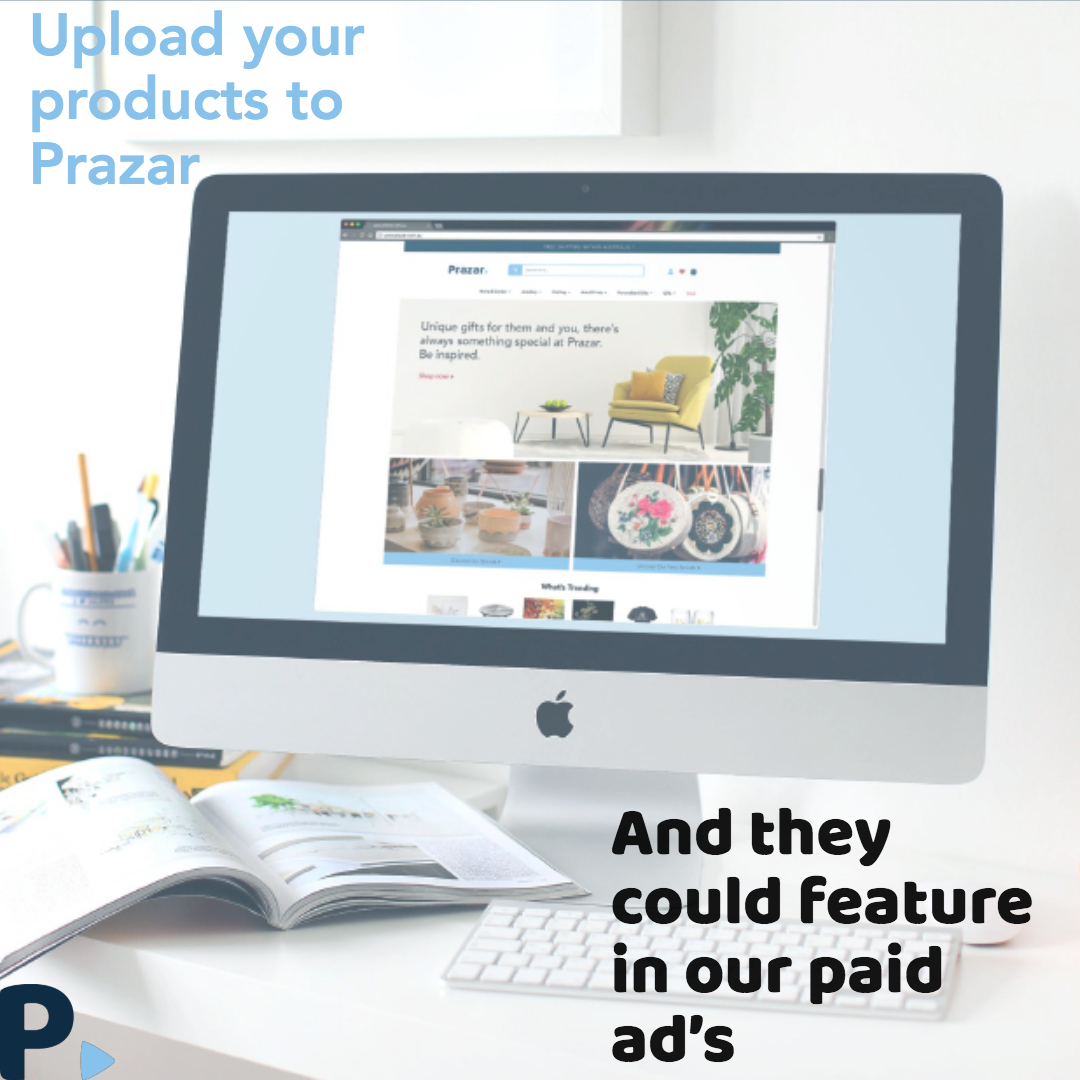 Upload your
products to
Prazar
Prazar.
Unique gifts for them and you, there's
always something special at Prazar.
Be inspired.
Shop now
What's Trending
And they
could feature
in our paid
ad's
P